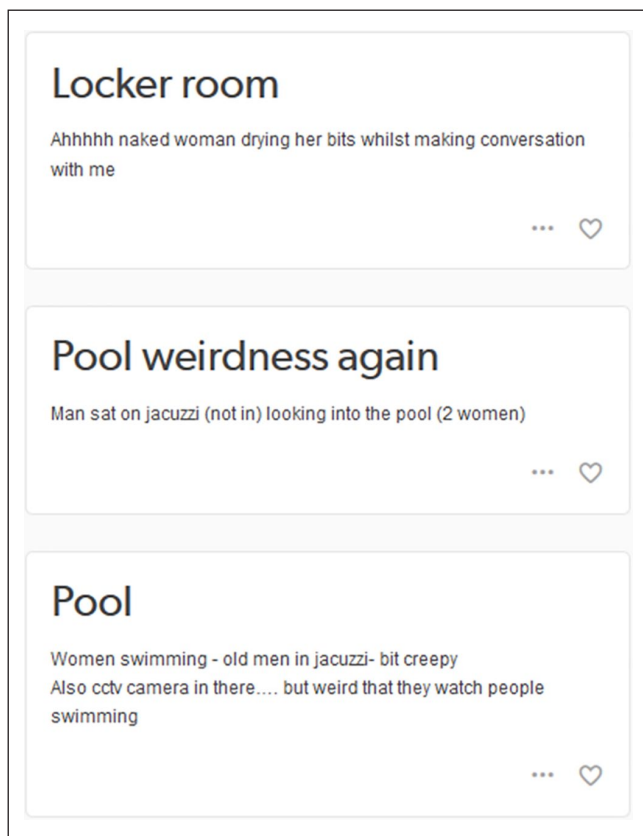 Locker room
Ahhhhh naked woman drying her bits whilst making conversation
with me
Pool weirdness again
Man sat on jacuzzi (not in) looking into the pool (2 women)
Pool
Women swimming - old men in jacuzzi- bit creepy
Also cctv camera in there.... but weird that they watch people
swimming